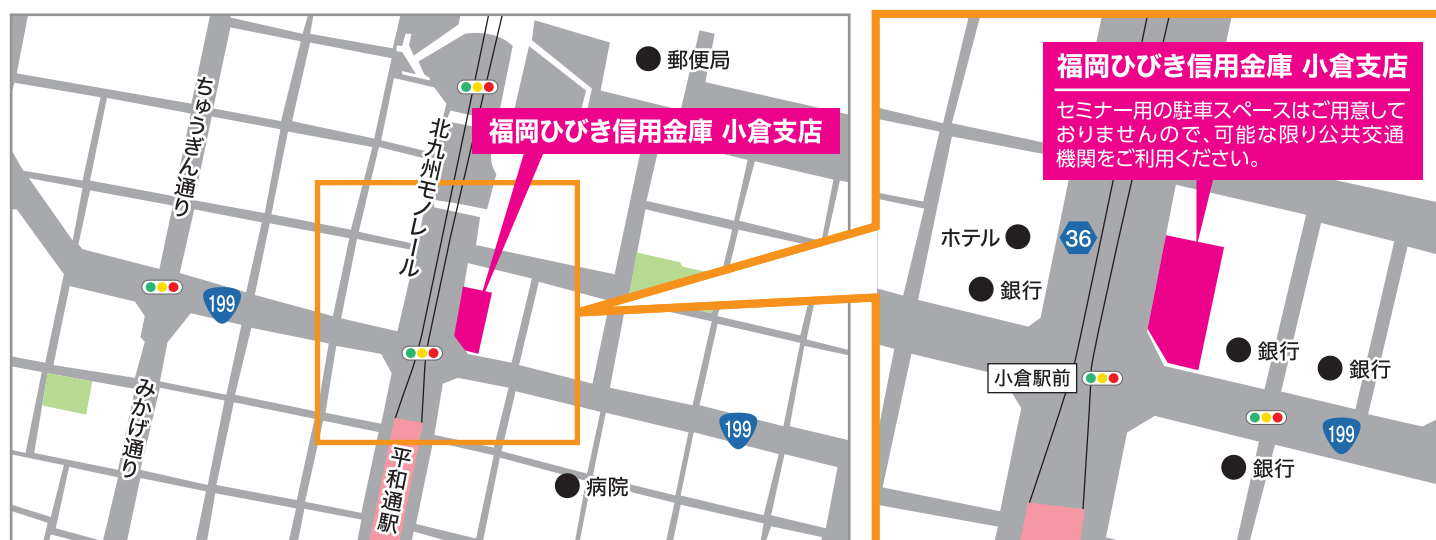 郵便局
ちゅうぎん通り
北九州モノレール
福岡ひびき信用金庫 小倉支店
199
みかげ通り
199
平和通駅
病院
福岡ひびき信用金庫 小倉支店
セミナー用の駐車スペースはご用意して
おりませんので、可能な限り公共交通
機関をご利用ください。
ホテル
36
銀行
小倉駅前
銀行
銀行
199
銀行